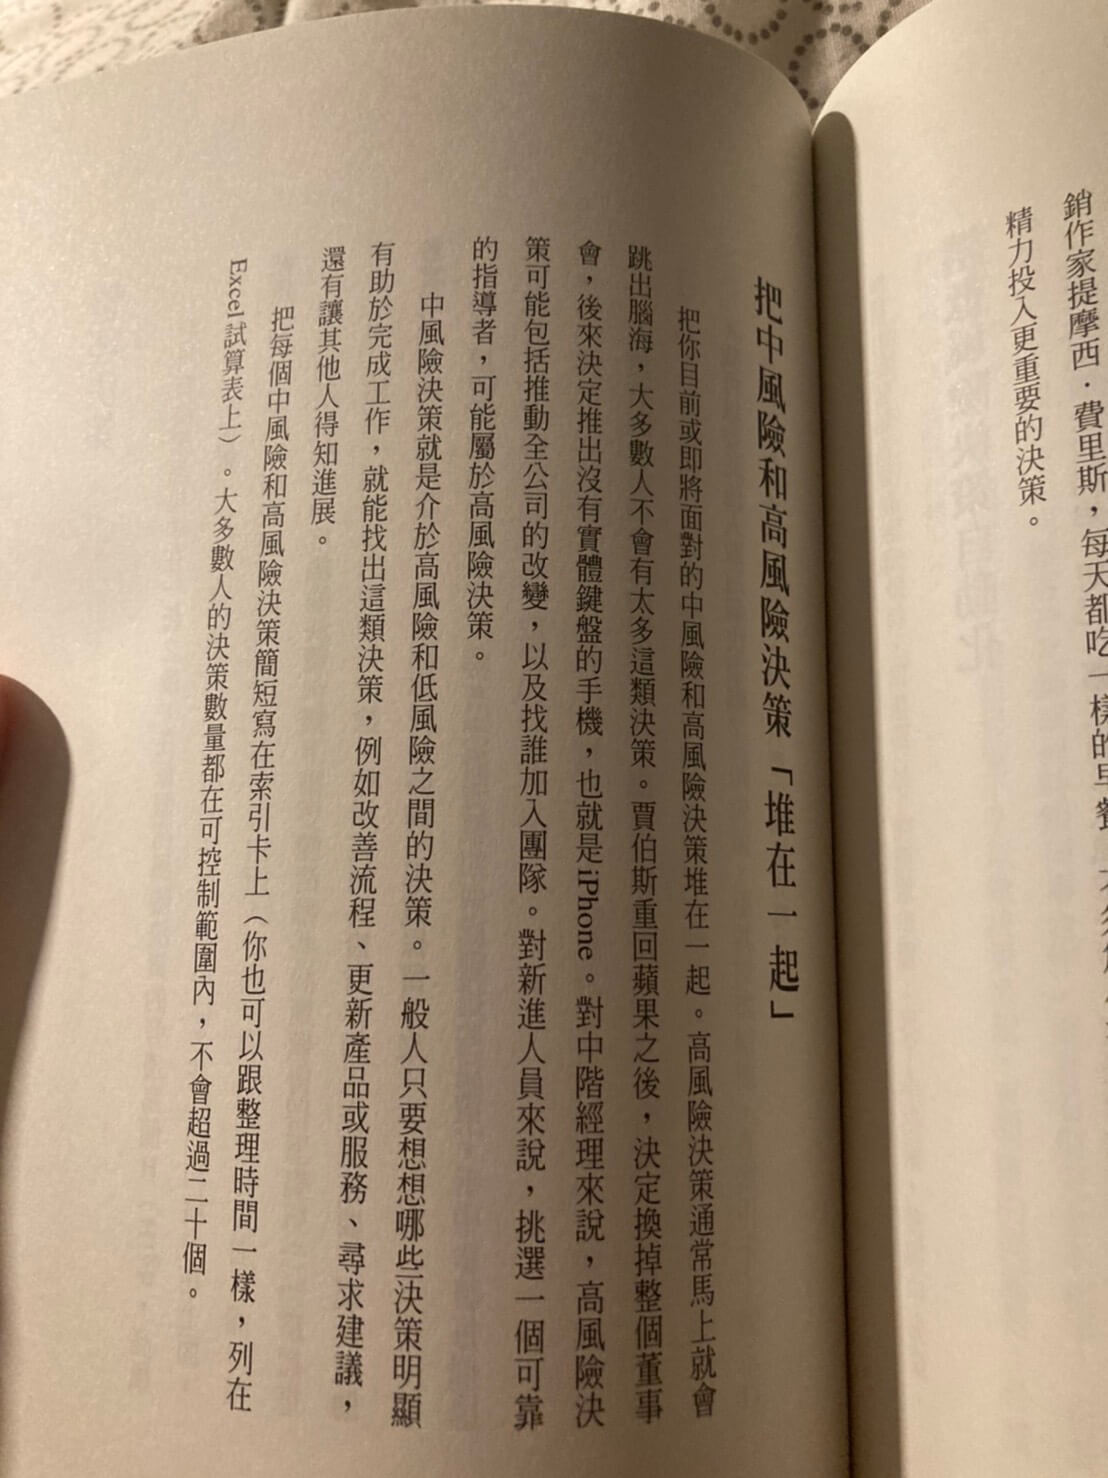 銷作家提摩西·費里斯，每天都吃一樣的早餐
精力投入更重要的決策。
把中風險和高風險決策「堆在一起」
把你目前或即將面對的中風險和高風險決策堆在一起。高風險決策通常馬上就會
跳出腦海，大多數人不會有太多這類決策。賈伯斯重回蘋果之後，決定換掉整個董事
會，後來決定推出沒有實體鍵盤的手機，也就是iPhone。對中階經理來說，高風險決
策可能包括推動全公司的改變，以及找誰加入團隊。對新進人員來說，挑選一個可靠
的指導者，可能屬於高風險決策。
中風險決策就是介於高風險和低風險之間的決策。一般人只要想想哪些決策明顯
有助於完成工作，就能找出這類決策，例如改善流程、更新產品或服務、尋求建議，
還有讓其他人得知進展。
把每個中風險和高風險決策簡短寫在索引卡上（你也可以跟整理時間一樣，列在
Excel 試算表上）。大多數人的決策數量都在可控制範圍內，不會超過二十個。